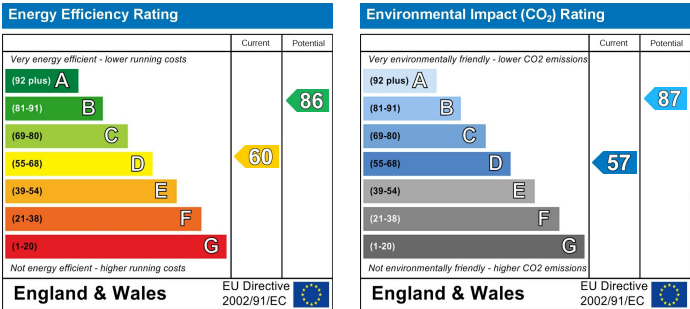 Energy Efficiency Rating
Current Potential
Very energy efficient - lower running costs
(92 plus) A
(81-91) B
(69-80) C
(55-68) D
(39-54) E
(21-38) F
(1-20) G
60
86
Not energy efficient - higher running costs
England & Wales
EU Directive
2002/91/EC
Environmental Impact (CO₂) Rating
Current Potential
Very environmentally friendly - lower CO2 emissions
(92 plus) A
(81-91) B
(69-80) C
(55-68) D
(39-54) E
(21-38) F
(1-20) G
57
87
Not environmentally friendly - higher CO2 emissions
England & Wales
EU Directive
2002/91/EC